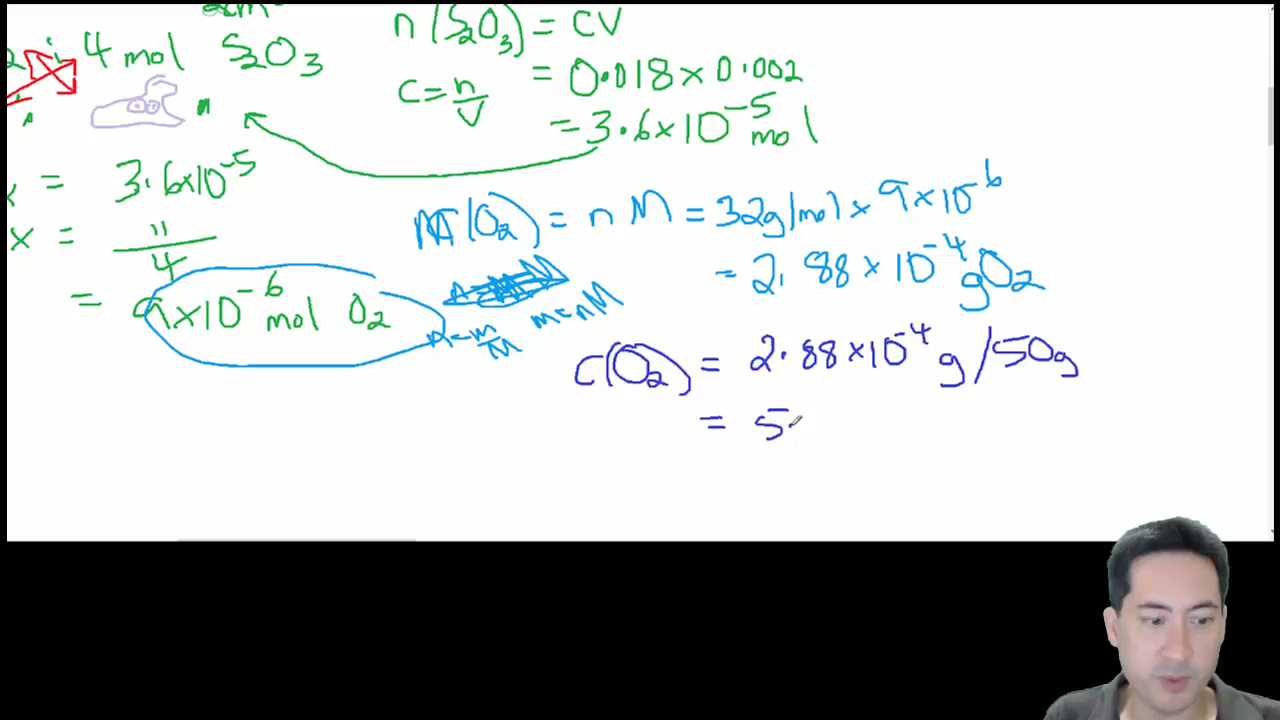 n(S₂O₃) = CV
4 mol S₂O₃
= 0.018 × 0.002
C = n/V
= 3.6×10⁻⁵ mol
= 3.6×10⁻⁵
x = "/4
= 9×10⁻⁶ mol O₂
m(O₂) = n M = 32g/mol × 9×10⁻⁶
= 2.88×10⁻⁴ gO₂
n = m/M
m = nM
c(O₂) = 2.88×10⁻⁴ g/50g
= 5.